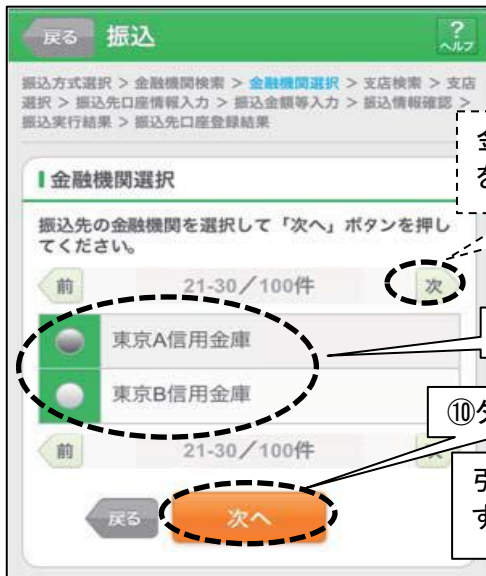 戻る 振込 ?
ヘルプ
振込方式選択 > 金融機関検索 > 金融機関選択 > 支店検索 > 支店
選択 > 振込先口座情報入力 > 振込金額等入力 > 振込情報確認 >
振込実行結果 > 振込先口座登録結果
金
を
金融機関選択
振込先の金融機関を選択して「次へ」ボタンを押し
てください。
前 21-30／100件 次
東京A信用金庫
東京B信用金庫
⑩タ
前 21-30／100件
戻る 次へ
引
す